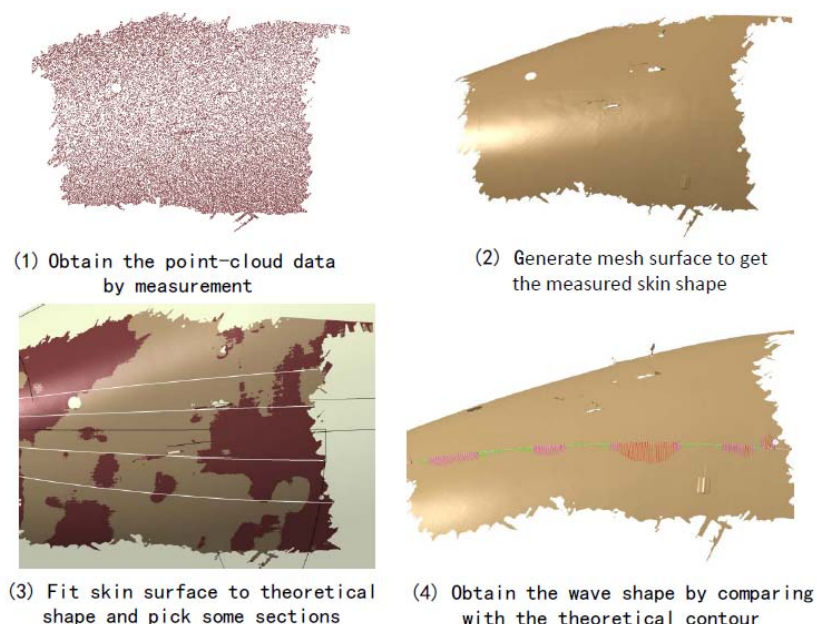 (1) Obtain the point-cloud data
by measurement
(2) Generate mesh surface to get
the measured skin shape
(3) Fit skin surface to theoretical
shape and pick some sections
(4) Obtain the wave shape by comparing
with the theoretical contour